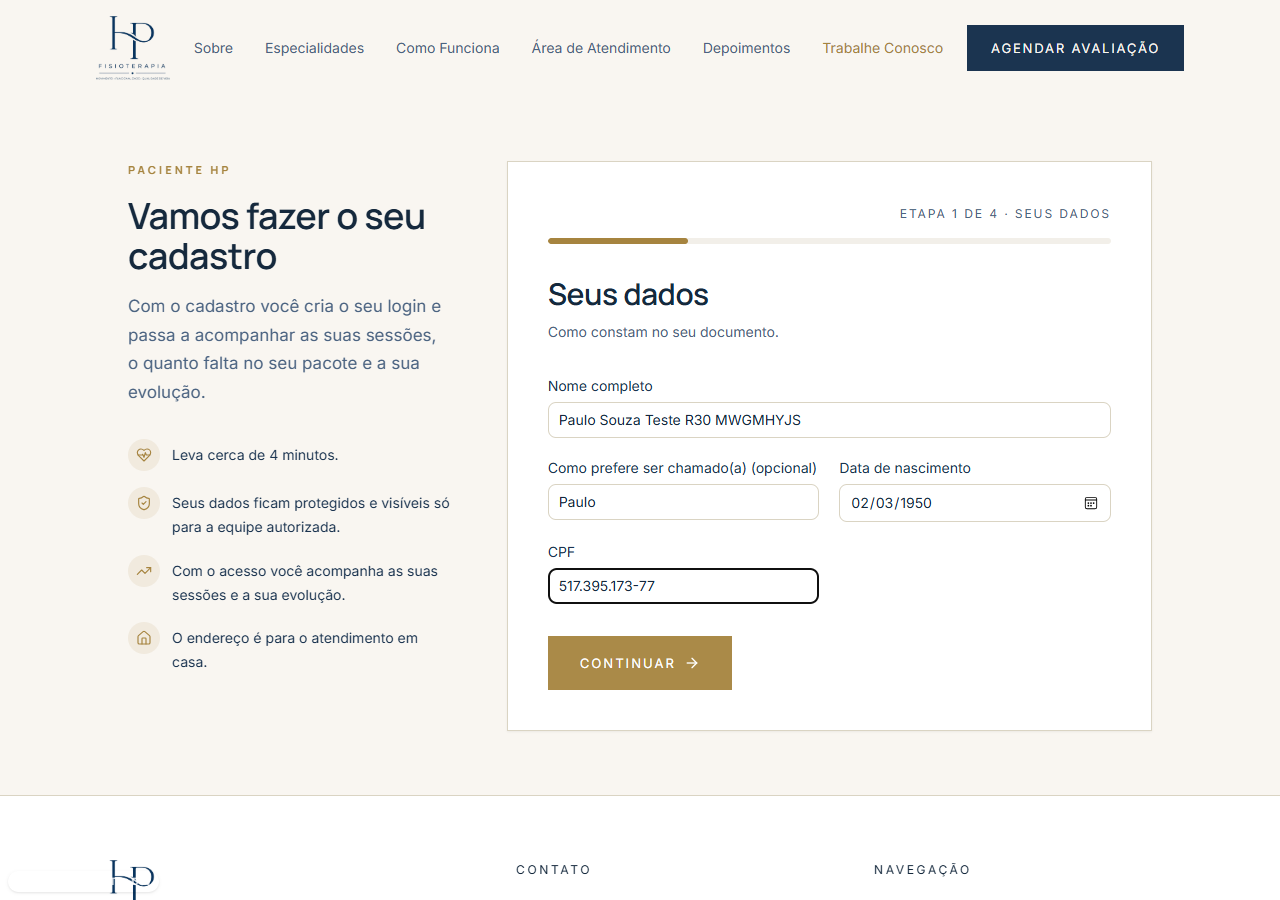 HP
FISIOTERAPIA
Sobre
Especialidades
Como Funciona
Área de Atendimento
Depoimentos
Trabalhe Conosco
AGENDAR AVALIAÇÃO
PACIENTE HP
Vamos fazer o seu
cadastro
Com o cadastro você cria o seu login e
passa a acompanhar as suas sessões,
o quanto falta no seu pacote e a sua
evolução.
Leva cerca de 4 minutos.
Seus dados ficam protegidos e visíveis só
para a equipe autorizada.
Com o acesso você acompanha as suas
sessões e a sua evolução.
O endereço é para o atendimento em
casa.
ETAPA 1 DE 4 · SEUS DADOS
Seus dados
Como constam no seu documento.
Nome completo
Paulo Souza Teste R30 MWGMHYJS
Como prefere ser chamado(a) (opcional)
Paulo
Data de nascimento
02/03/1950
CPF
517.395.173-77
CONTINUAR
HP
CONTATO
NAVEGAÇÃO